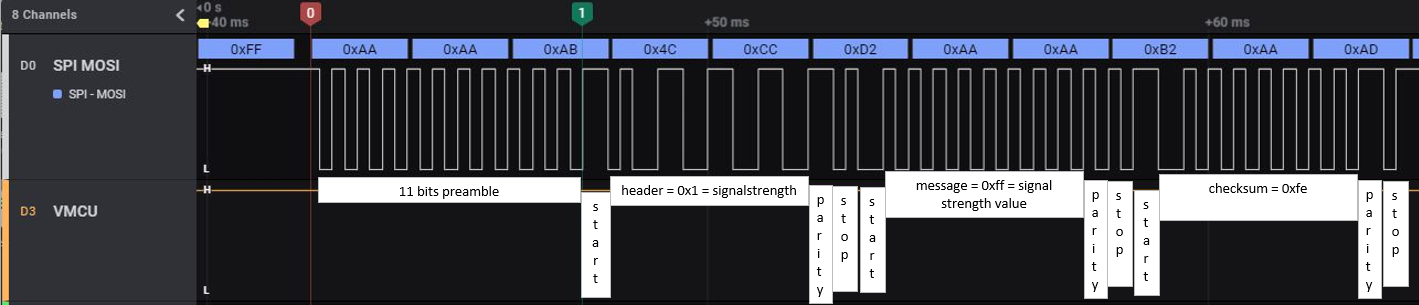 8 Channels
0 s
40 ms
0
1
+50 ms
+60 ms
0xFF 0xAA 0xAA 0xAB 0x4C 0xCC 0xD2 0xAA 0xAA 0xB2 0xAA 0xAD
D0 SPI MOSI
H
SPI - MOSI
L
D3 VMCU
H
11 bits preamble
start
header = 0x1 = signalstrength
parity
stop
start
message = 0xff = signal
strength value
parity
stop
start
checksum = 0xfe
parity
stop
L